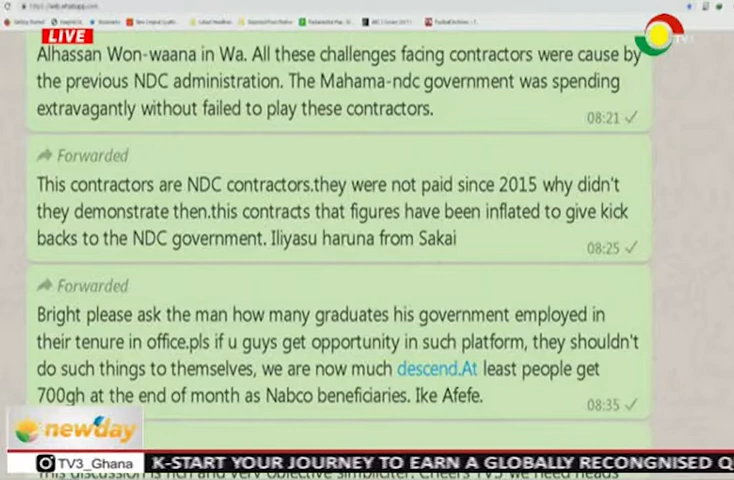 https://web.whatsapp.com
LIVE
TV3
Alhassan Won-waana in Wa. All these challenges facing contractors were cause by
the previous NDC administration. The Mahama-ndc government was spending
extravagantly without failed to play these contractors.
08:21
Forwarded
This contractors are NDC contractors.they were not paid since 2015 why didn't
they demonstrate then.this contracts that figures have been inflated to give kick
backs to the NDC government. Iliyasu haruna from Sakai
08:25
Forwarded
Bright please ask the man how many graduates his government employed in
their tenure in office.pls if u guys get opportunity in such platform, they shouldn't
do such things to themselves, we are now much descend.At least people get
700gh at the end of month as Nabco beneficiaries. Ike Afefe.
08:35
newday
TV3_Ghana
K-START YOUR JOURNEY TO EARN A GLOBALLY RECONGNISED Q